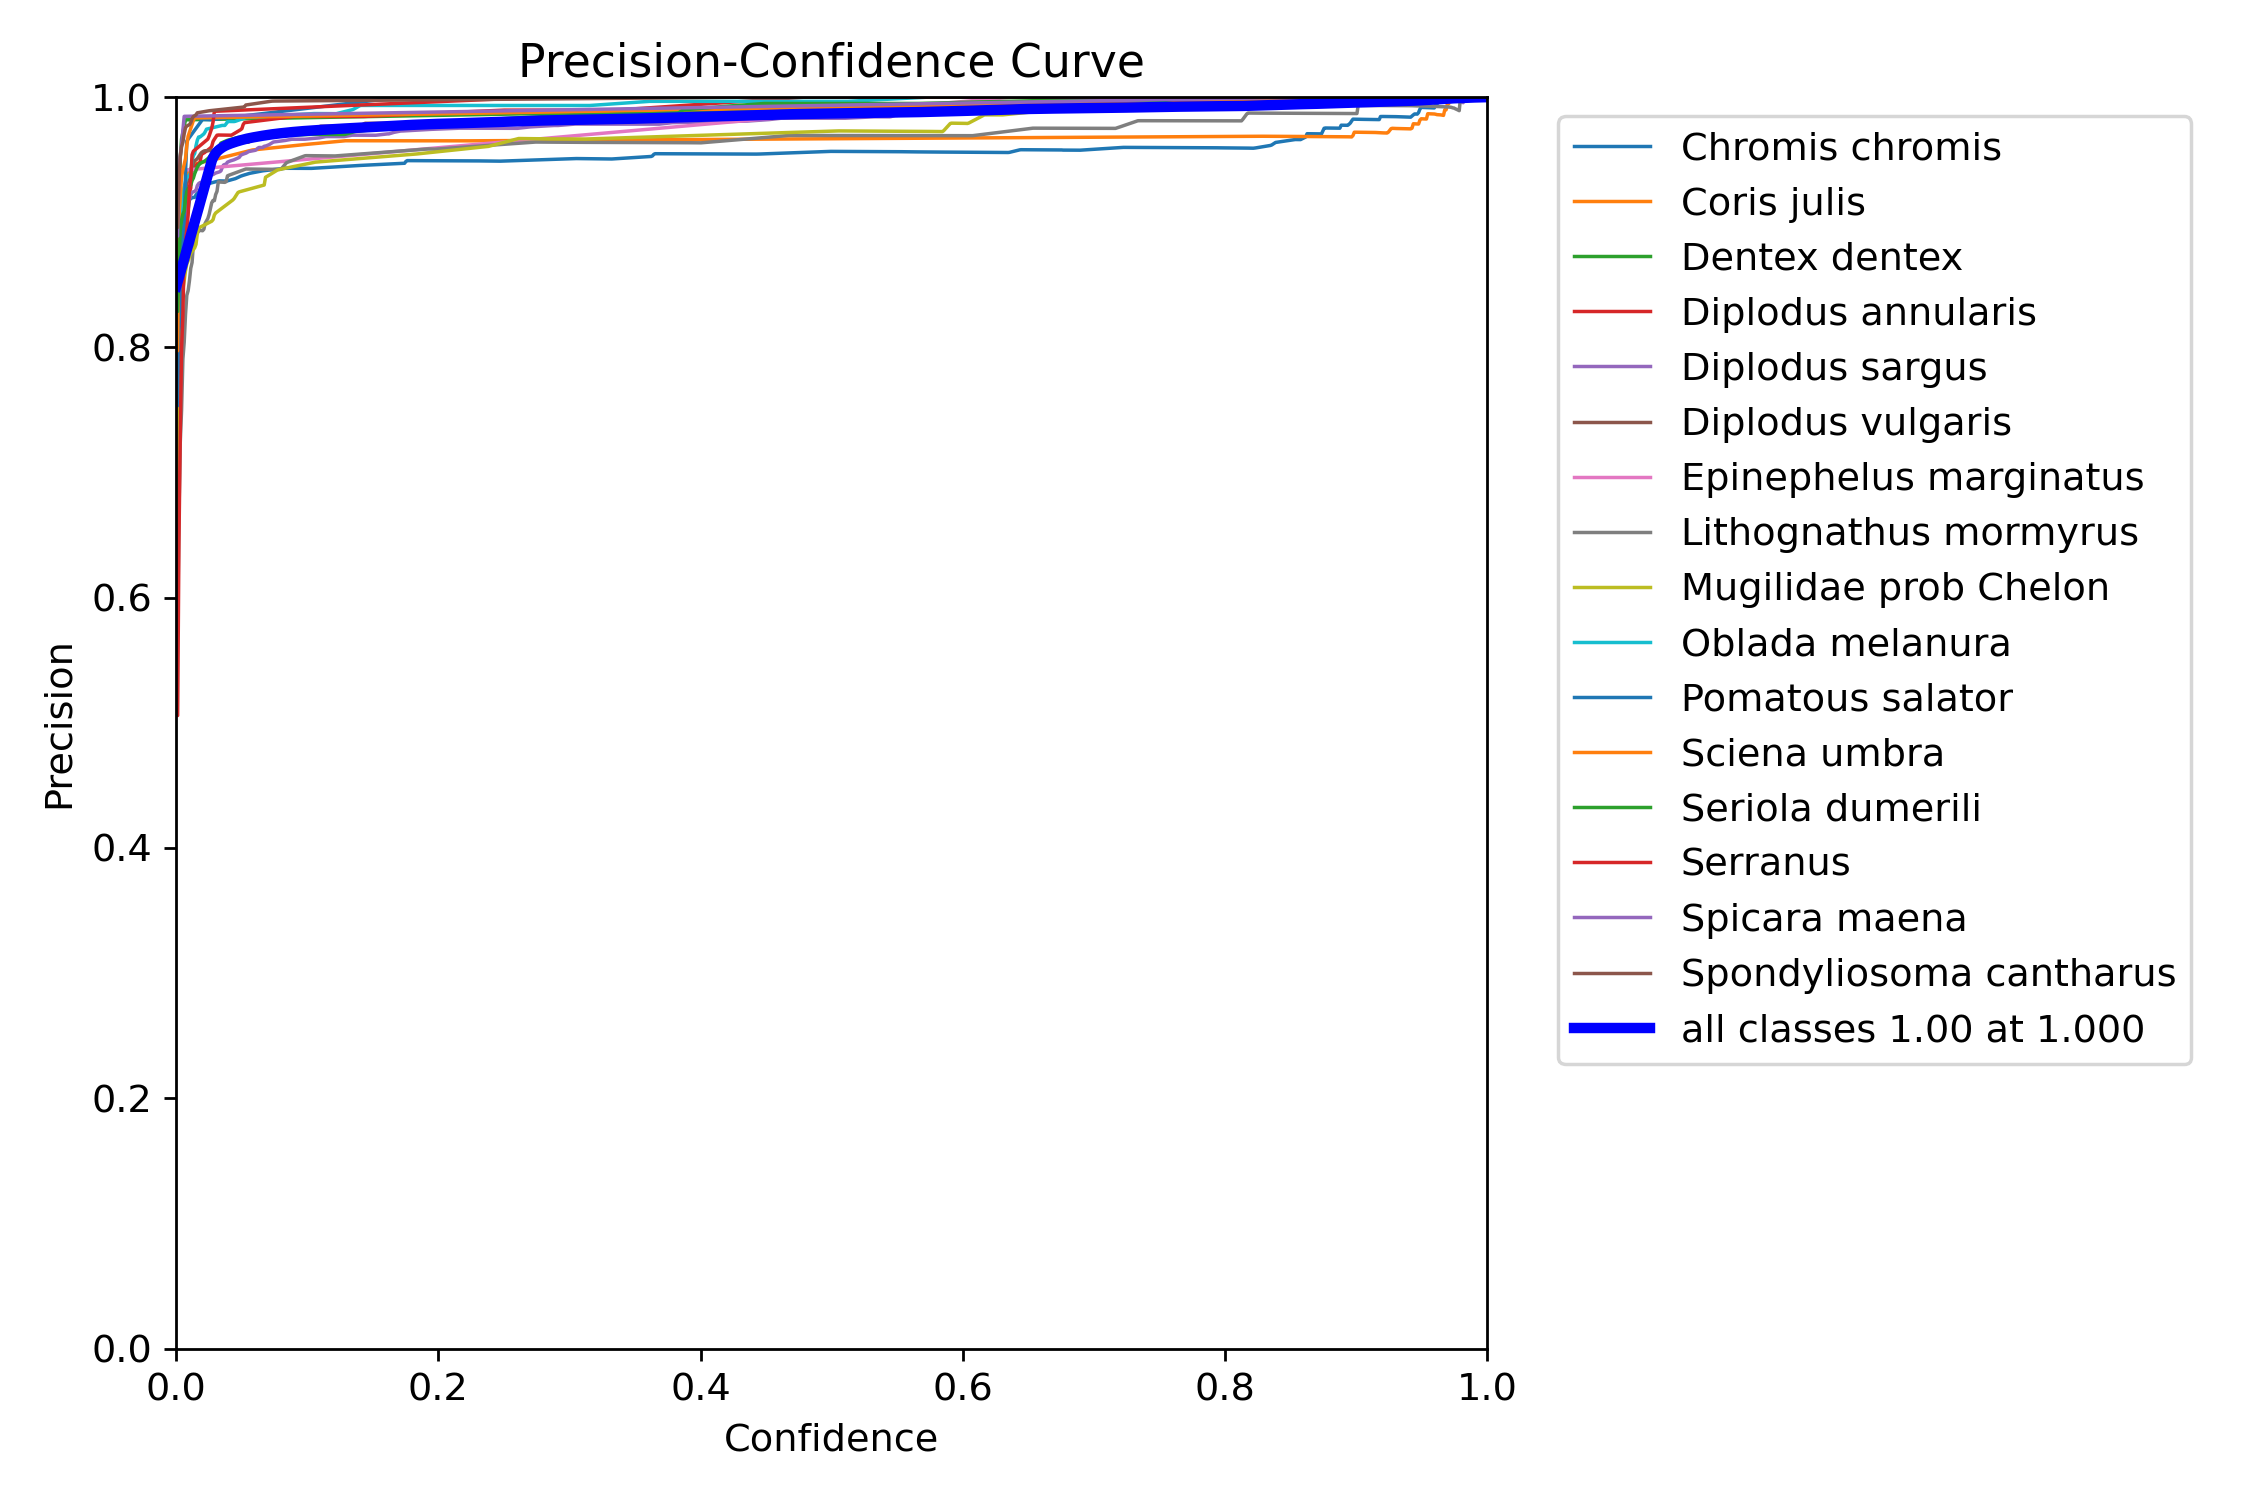 Precision-Confidence Curve
1.0
0.8
0.6
0.4
0.2
0.0
Precision
0.0 0.2 0.4 0.6 0.8 1.0
Confidence
Chromis chromis
Coris julis
Dentex dentex
Diplodus annularis
Diplodus sargus
Diplodus vulgaris
Epinephelus marginatus
Lithognathus mormyrus
Mugilidae prob Chelon
Oblada melanura
Pomatous salator
Sciena umbra
Seriola dumerili
Serranus
Spicara maena
Spondyliosoma cantharus
all classes 1.00 at 1.000